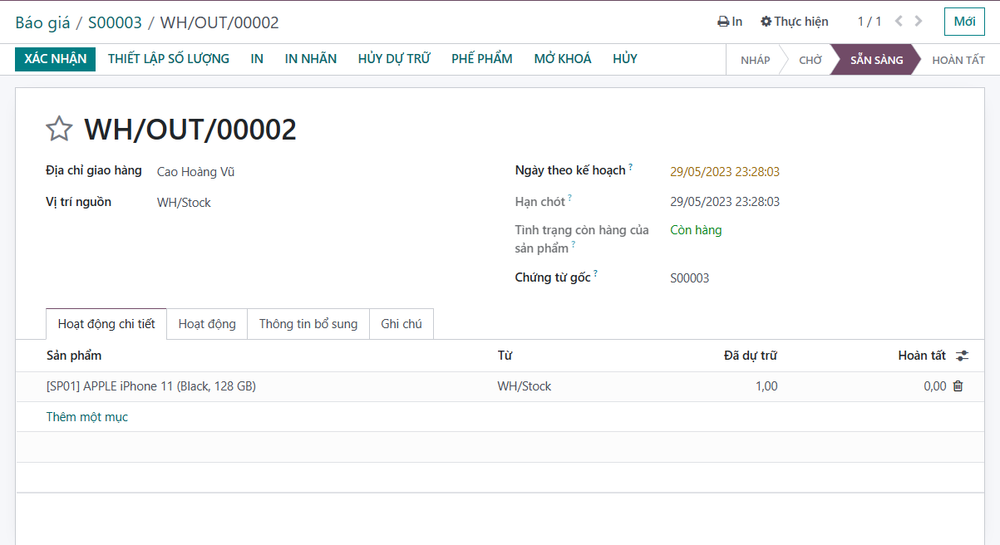 Báo giá / S00003 / WH/OUT/00002 In Thực hiện 1 / 1 Mới
XÁC NHẬN THIẾT LẬP SỐ LƯỢNG IN IN NHÃN HỦY DỰ TRỮ PHẾ PHẨM MỞ KHOÁ HỦY NHÁP CHỜ SẴN SÀNG HOÀN TẤT
WH/OUT/00002
Địa chỉ giao hàng Cao Hoàng Vũ
Vị trí nguồn WH/Stock
Ngày theo kế hoạch ? 29/05/2023 23:28:03
Hạn chót ? 29/05/2023 23:28:03
Tình trạng còn hàng của Còn hàng
sản phẩm ?
Chứng từ gốc ? S00003
Hoạt động chi tiết Hoạt động Thông tin bổ sung Ghi chú
Sản phẩm Từ Đã dự trữ Hoàn tất
[SP01] APPLE iPhone 11 (Black, 128 GB) WH/Stock 1,00 0,00
Thêm một mục